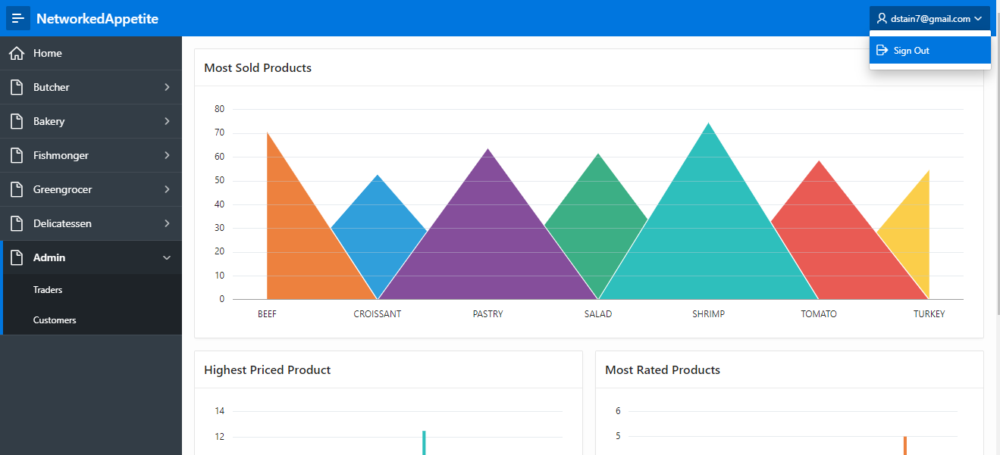 NetworkedAppetite
dstain7@gmail.com
Sign Out
Home
Butcher
Bakery
Fishmonger
Greengrocer
Delicatessen
Admin
Traders
Customers
Most Sold Products
80
70
60
50
40
30
20
10
0
BEEF CROISSANT PASTRY SALAD SHRIMP TOMATO TURKEY
Highest Priced Product
14
12
Most Rated Products
6
5